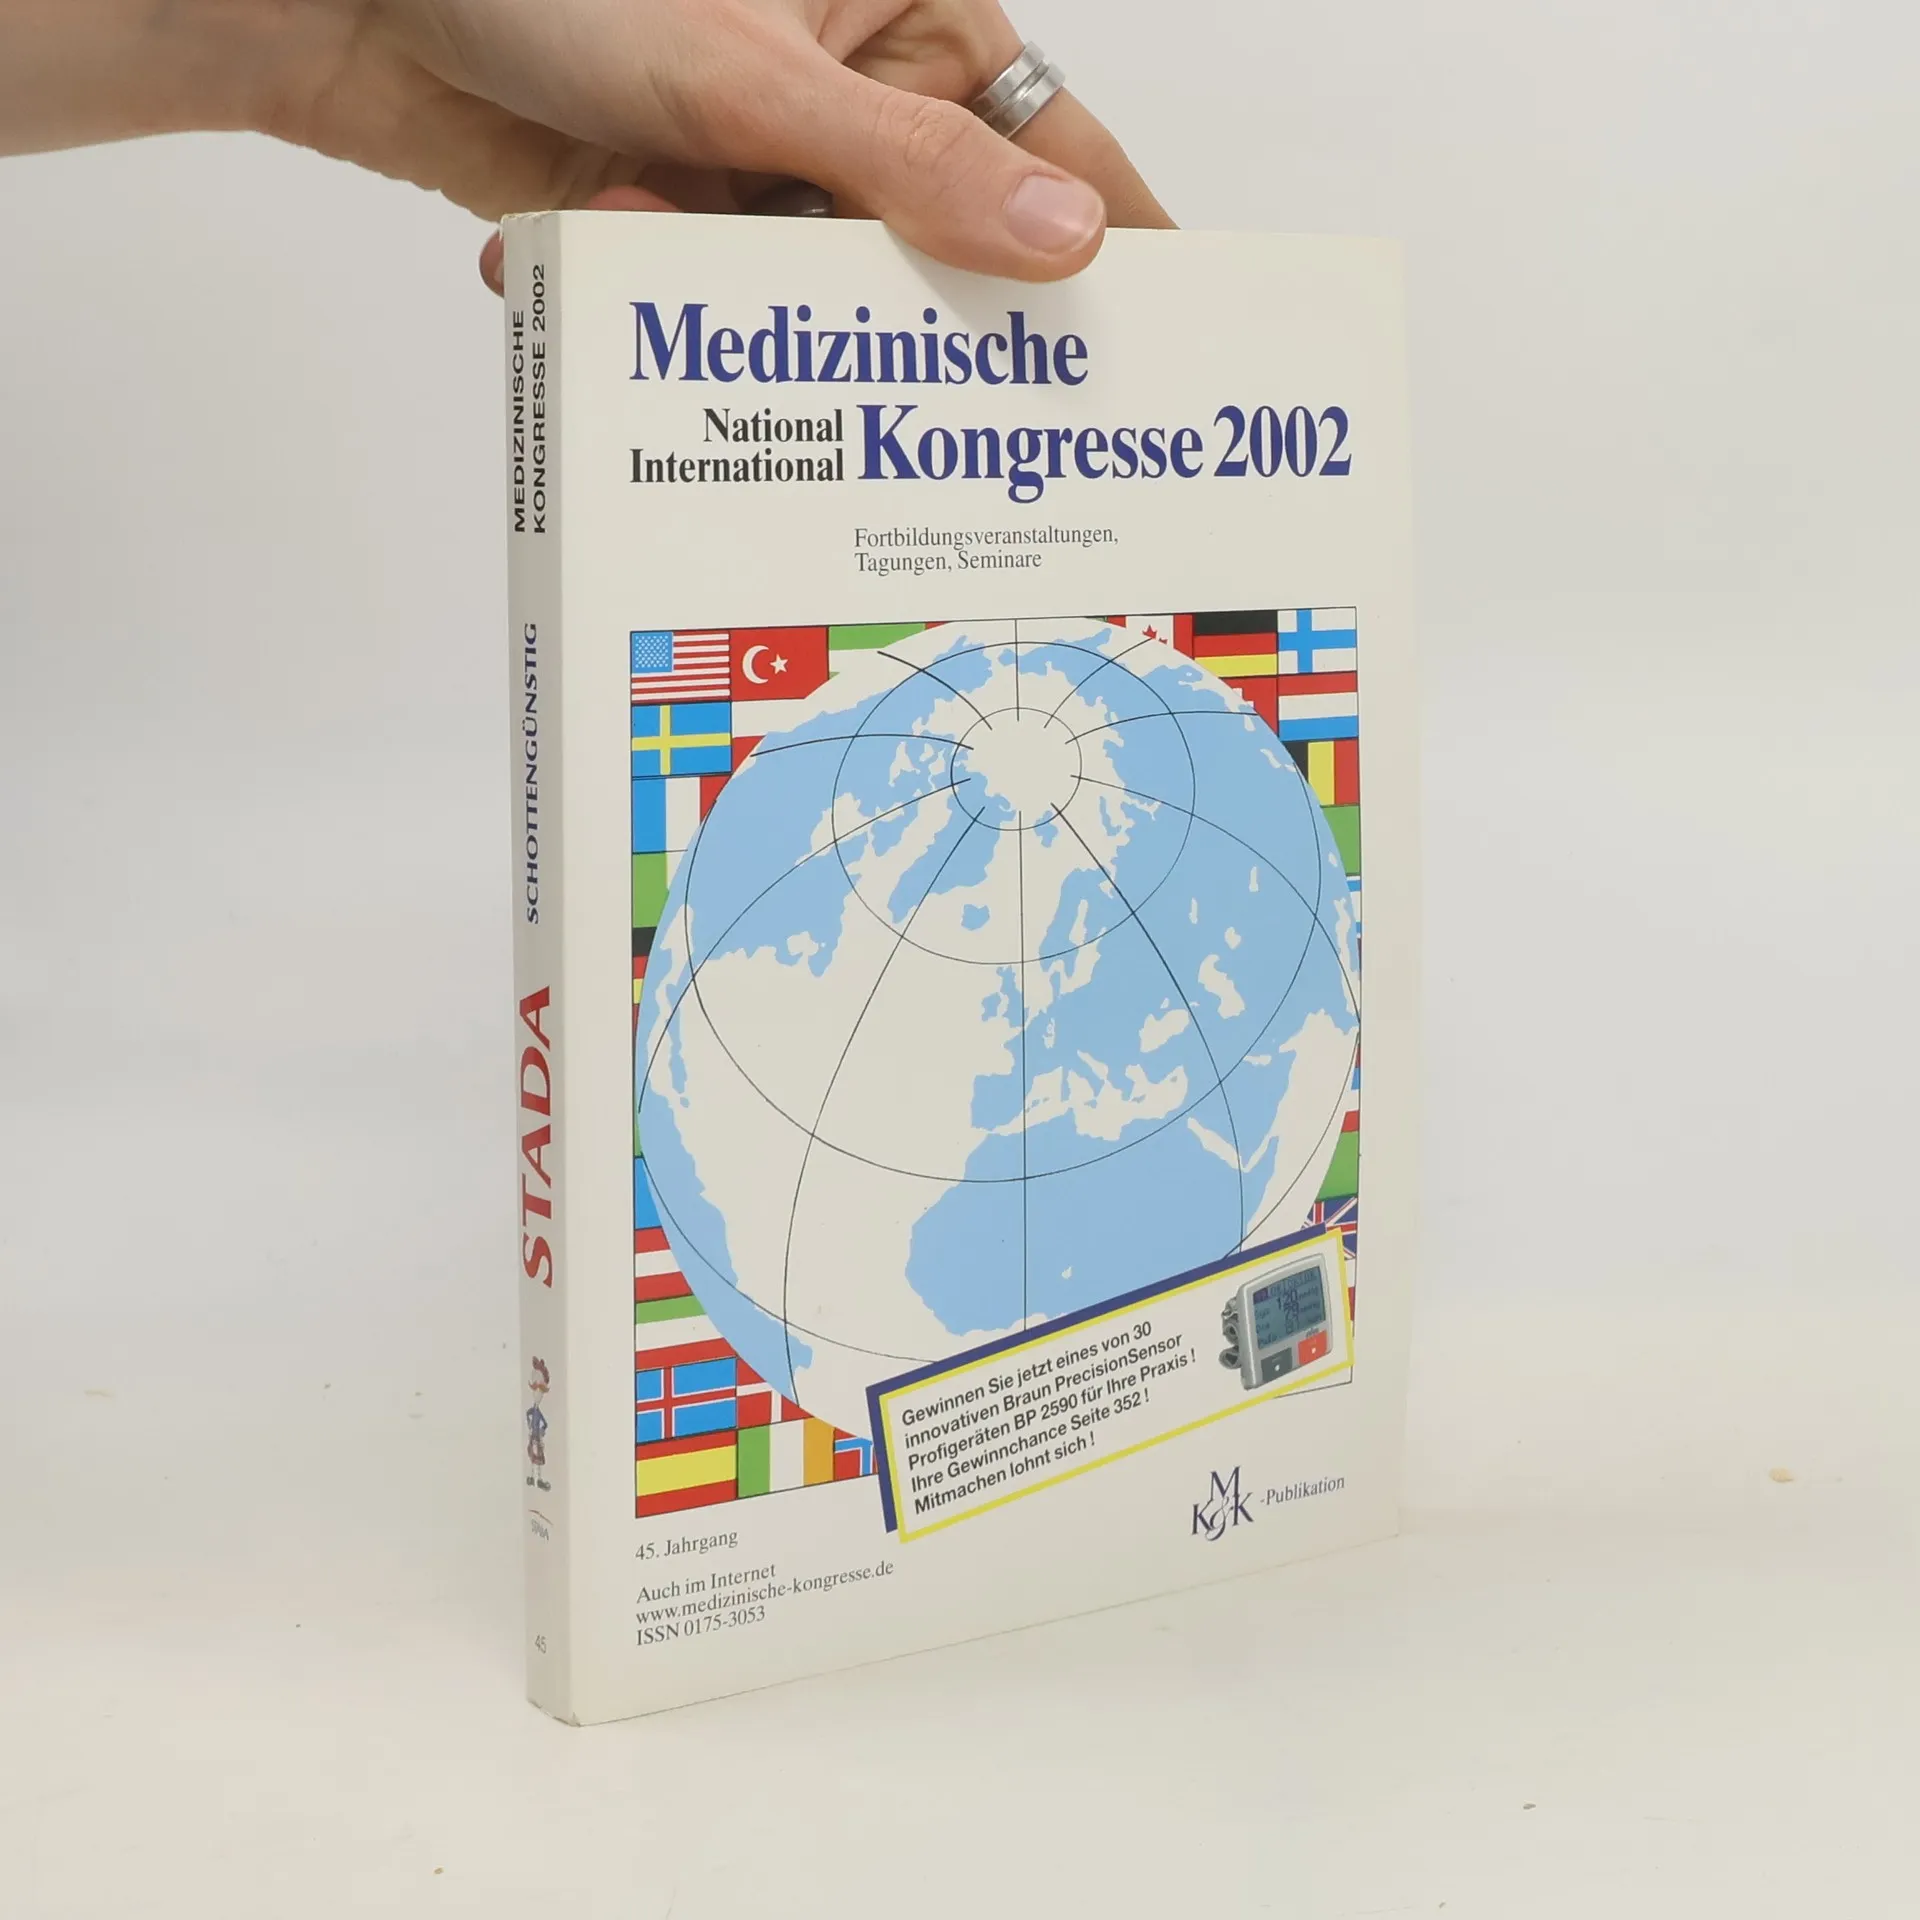 MEDIZINISCHE
KONGRESSE 2002
SCHOTTENGÜNSTIG
STADA
45
Medizinische
National
International
Kongresse 2002
Fortbildungsveranstaltungen,
Tagungen, Seminare
Gewinnen Sie jetzt eines von 30
innovativen Braun PrecisionSensor
Profigeräten BP 2590 für Ihre Praxis !
Ihre Gewinnchance Seite 352 !
Mitmachen lohnt sich !
120
79
M
K&K -Publikation
45. Jahrgang
Auch im Internet
www.medizinische-kongresse.de
ISSN 0175-3053